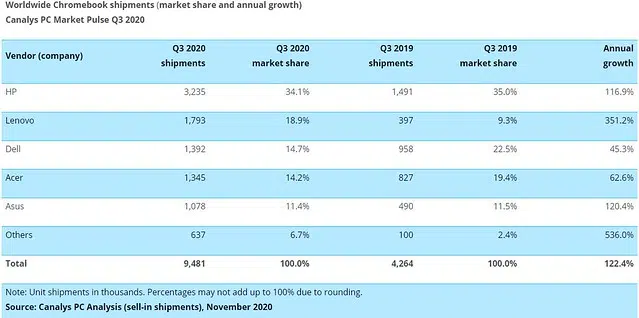 Worldwide Chromebook shipments (market share and annual growth)
Canalys PC Market Pulse Q3 2020
Vendor (company) Q3 2020 shipments Q3 2020 market share Q3 2019 shipments Q3 2019 market share Annual growth
HP 3,235 34.1% 1,491 35.0% 116.9%
Lenovo 1,793 18.9% 397 9.3% 351.2%
Dell 1,392 14.7% 958 22.5% 45.3%
Acer 1,345 14.2% 827 19.4% 62.6%
Asus 1,078 11.4% 490 11.5% 120.4%
Others 637 6.7% 100 2.4% 536.0%
Total 9,481 100.0% 4,264 100.0% 122.4%
Note: Unit shipments in thousands. Percentages may not add up to 100% due to rounding.
Source: Canalys PC Analysis (sell-in shipments), November 2020